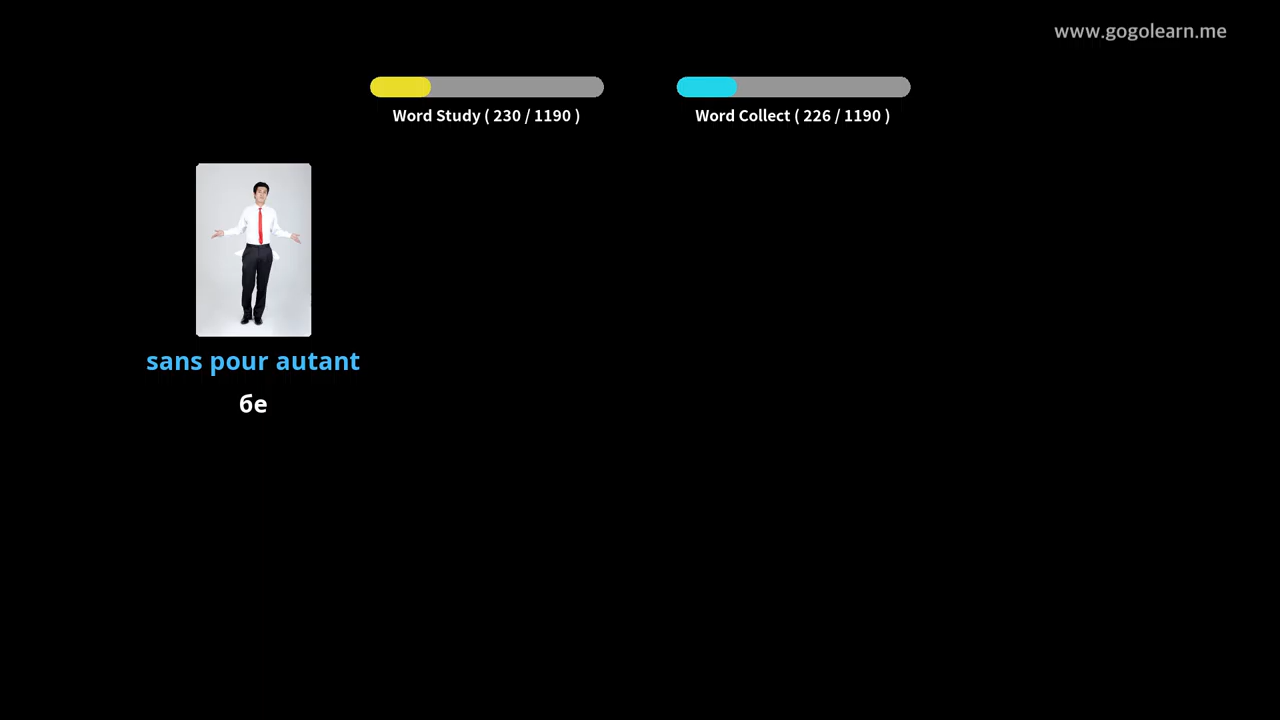 www.gogolearn.me
Word Study ( 230 / 1190 )
Word Collect ( 226 / 1190 )
sans pour autant
бе